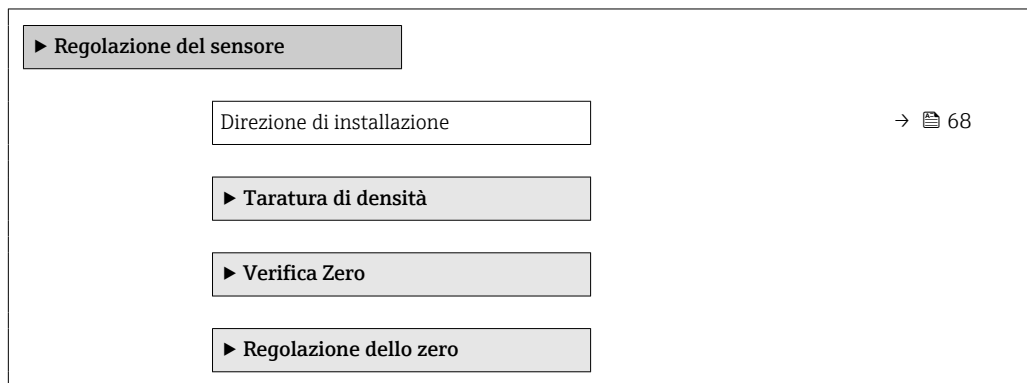 ▶ Regolazione del sensore
Direzione di installazione → 68
▶ Taratura di densità
▶ Verifica Zero
▶ Regolazione dello zero